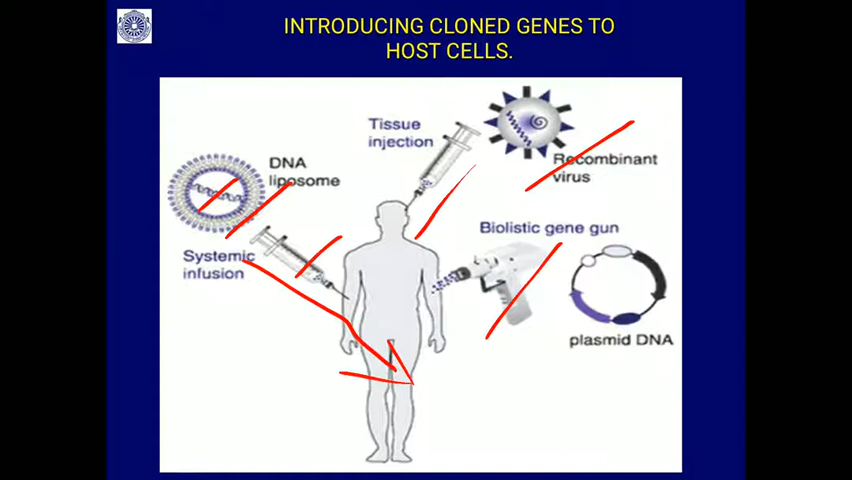 INTRODUCING CLONED GENES TO
HOST CELLS.
Tissue
injection
Recombinant
virus
DNA
liposome
Systemic
infusion
Biolistic gene gun
plasmid DNA